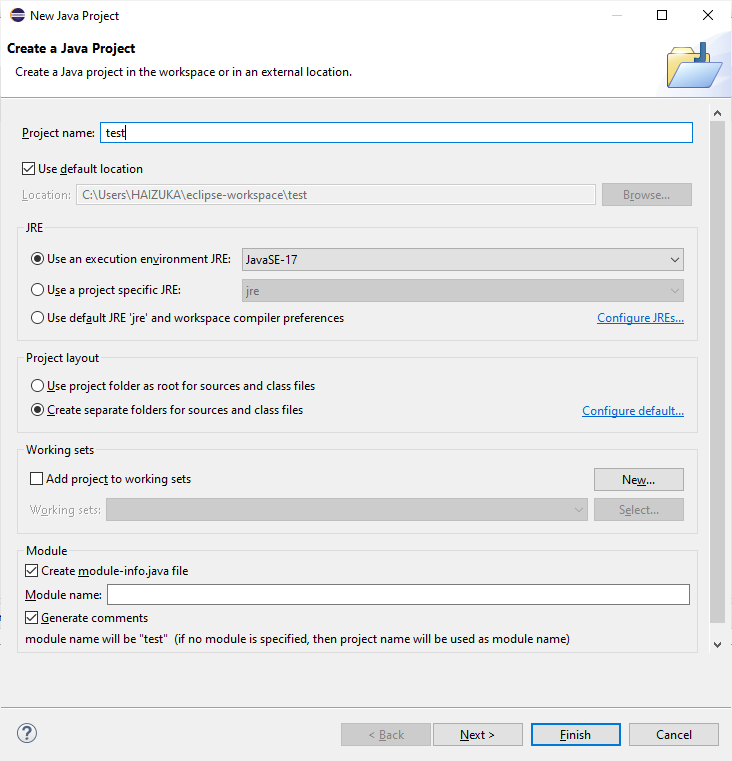 New Java Project
Create a Java Project
Create a Java project in the workspace or in an external location.
Project name: test
Use default location
Location: C:\Users\HAIZUKA\eclipse-workspace\test Browse...
JRE
Use an execution environment JRE: JavaSE-17
Use a project specific JRE: jre
Use default JRE 'jre' and workspace compiler preferences Configure JREs...
Project layout
Use project folder as root for sources and class files
Create separate folders for sources and class files Configure default...
Working sets
Add project to working sets New...
Working sets: Select...
Module
Create module-info.java file
Module name:
Generate comments
module name will be "test" (if no module is specified, then project name will be used as module name)
? < Back Next > Finish Cancel